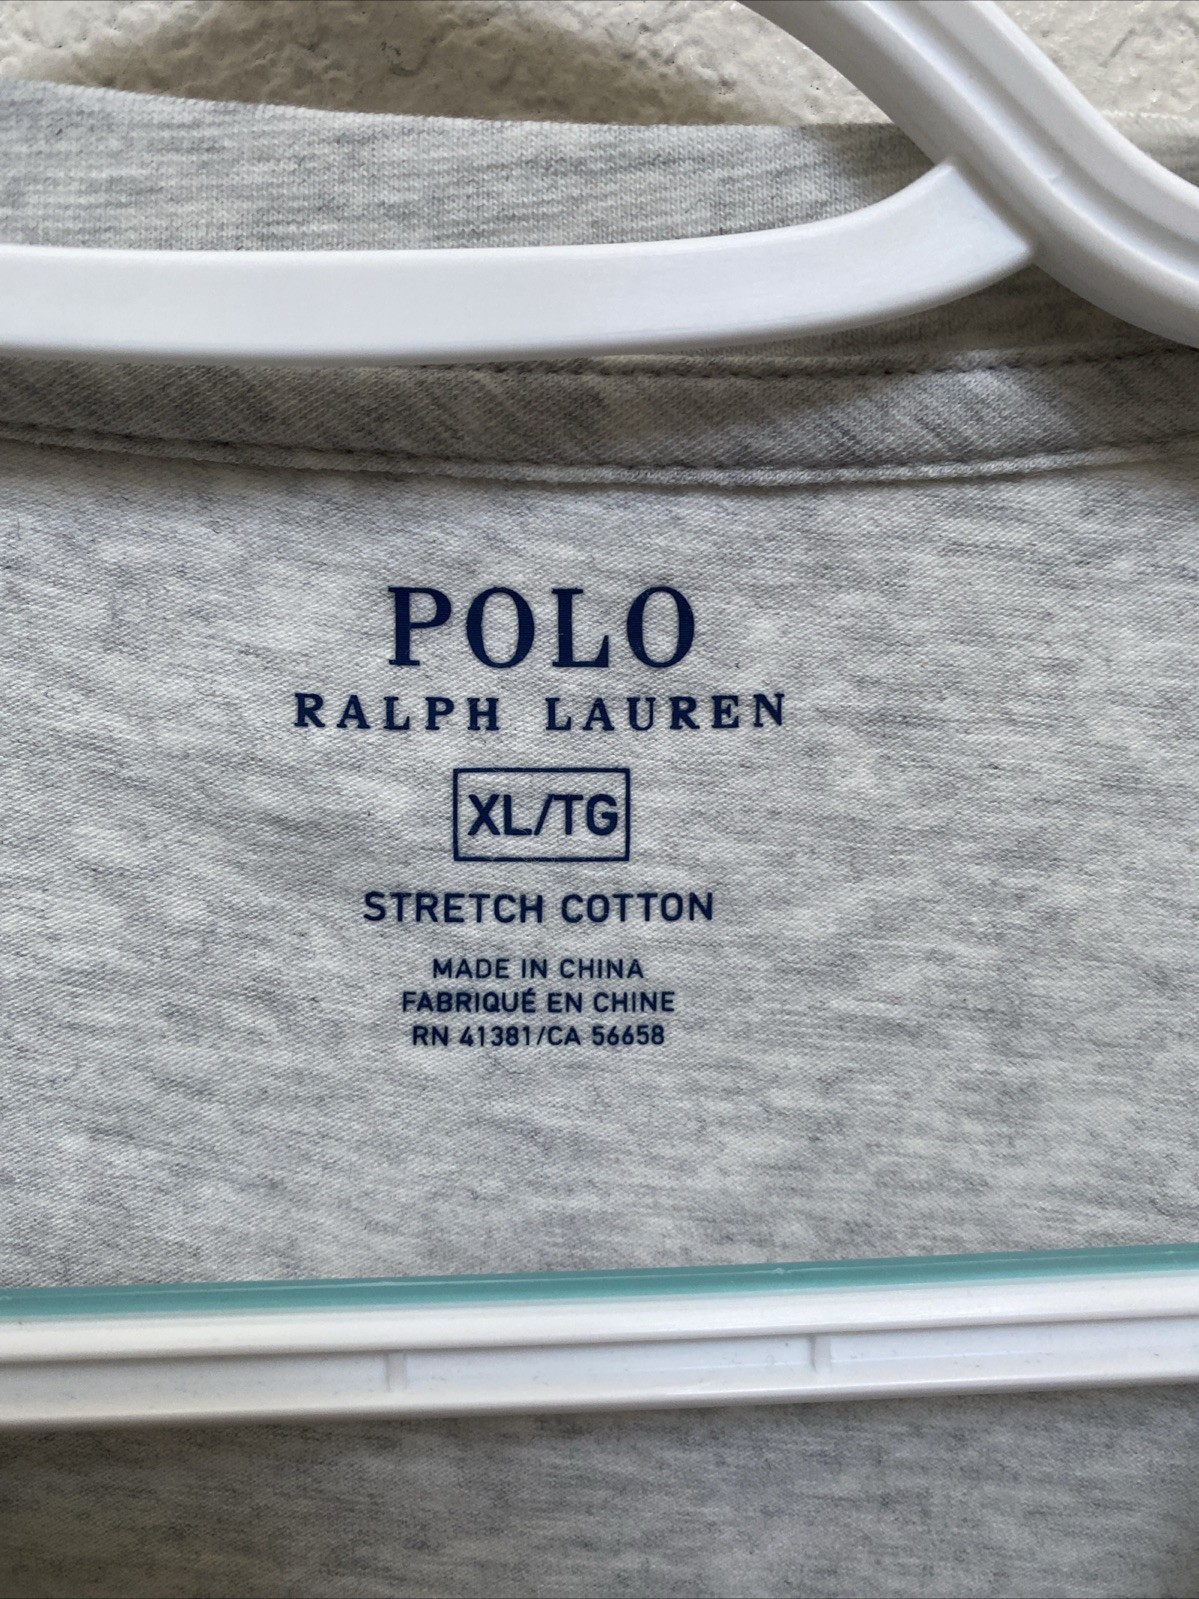 POLO
RALPH LAUREN
XL/TG
STRETCH COTTON
MADE IN CHINA
FABRIQUÉ EN CHINE
RN 41381/CA 56658